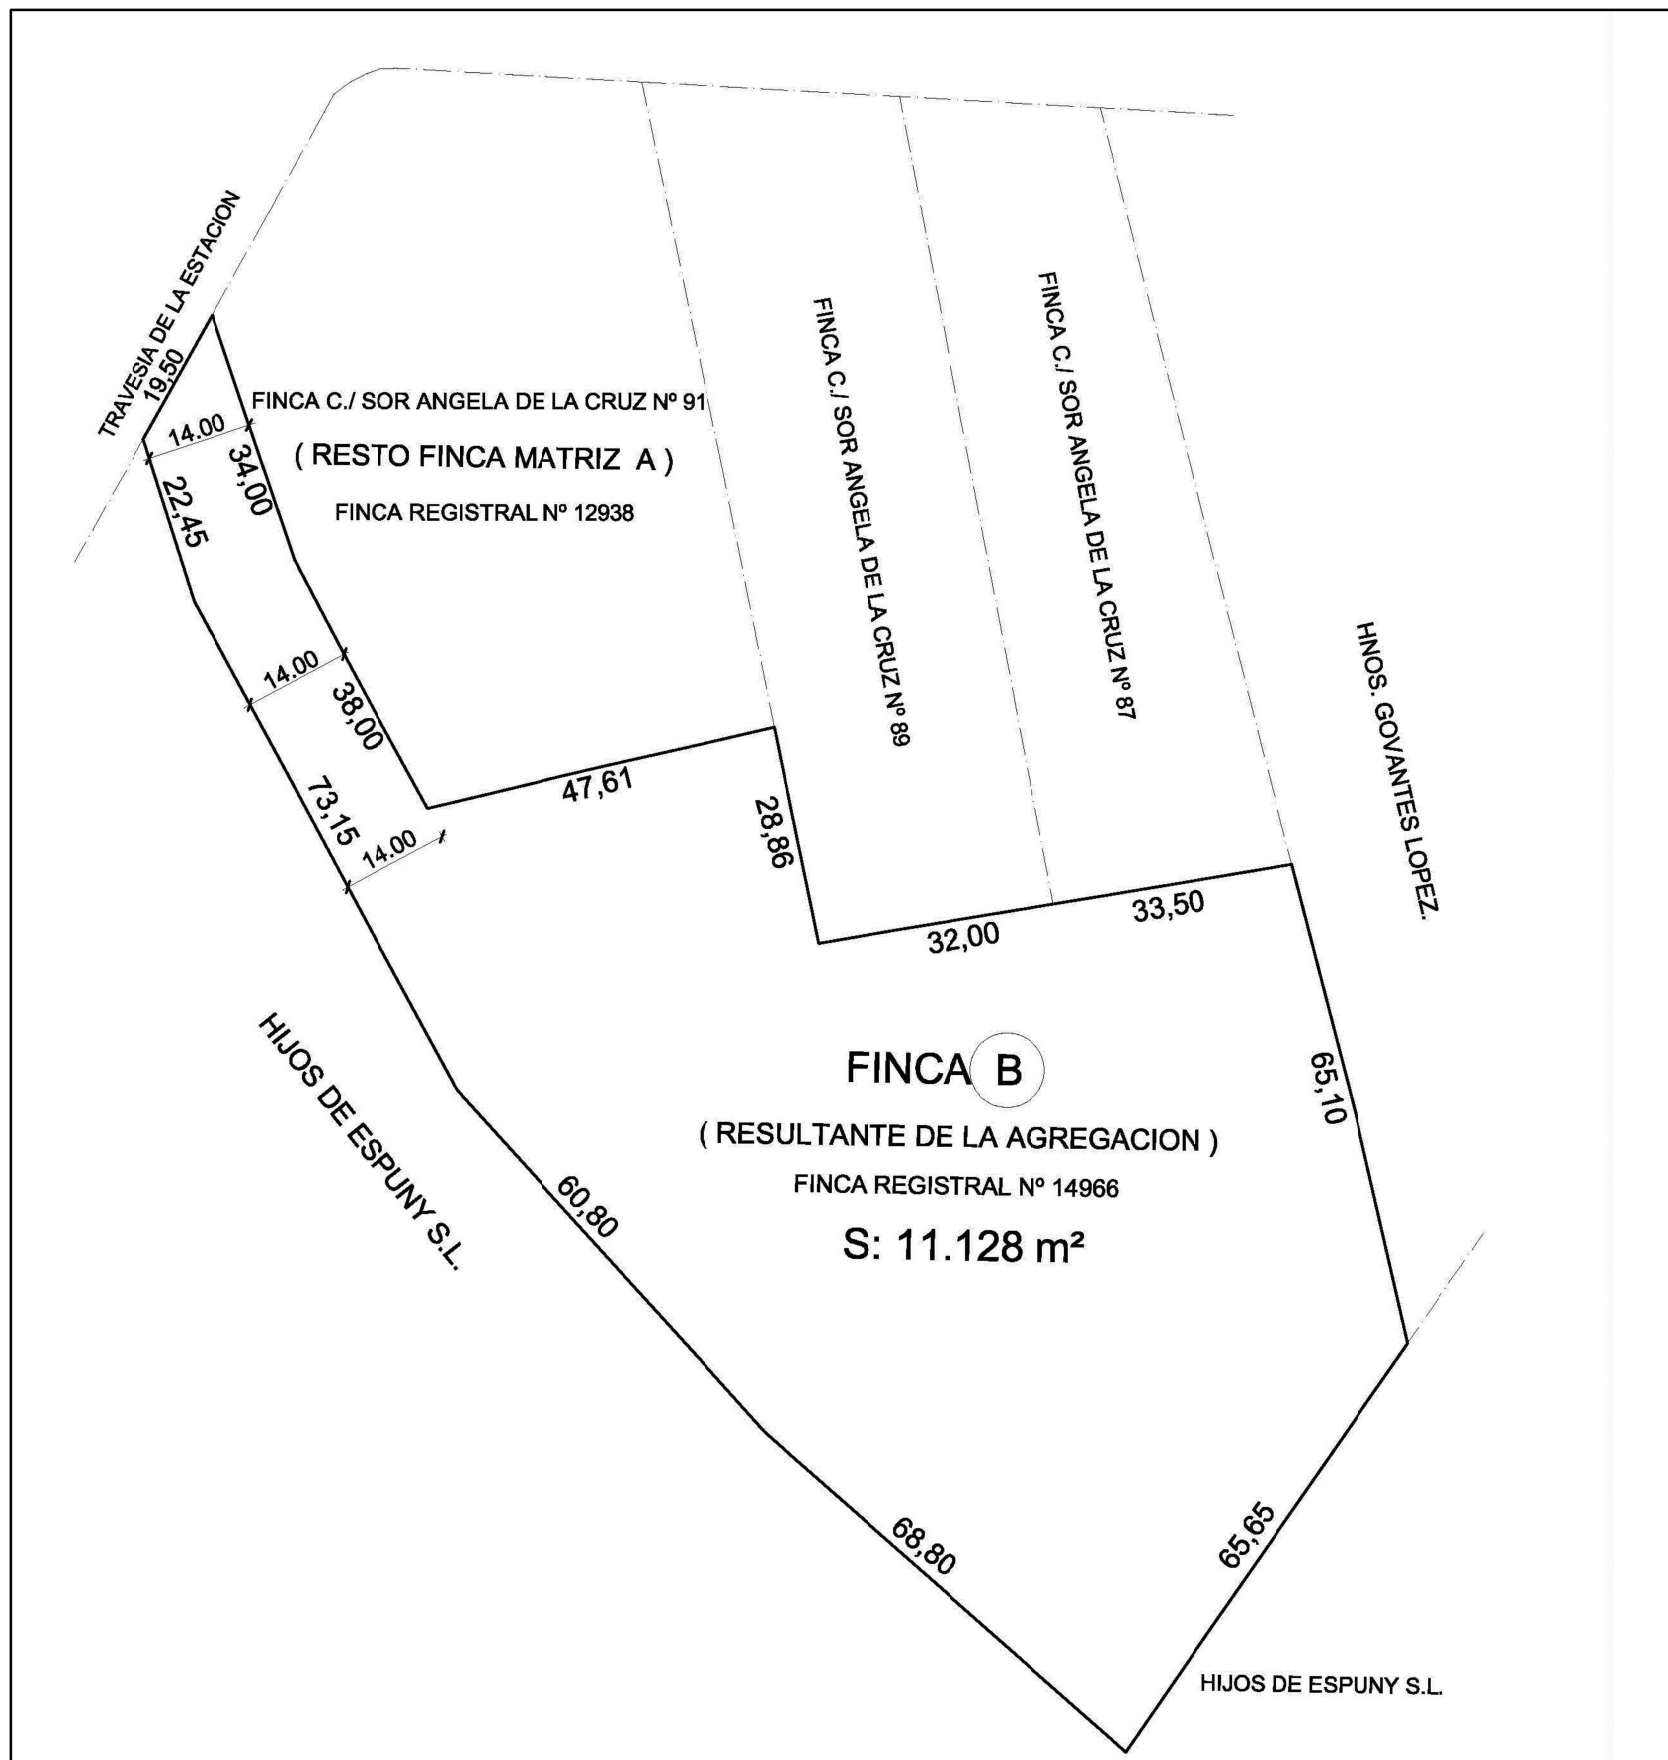 TRAVESIA DE LA ESTACION
19,50
14.00
22,45
34,00
FINCA C./ SOR ANGELA DE LA CRUZ Nº 91
( RESTO FINCA MATRIZ A )
FINCA REGISTRAL Nº 12938
FINCA C./ SOR ANGELA DE LA CRUZ Nº 89
FINCA C./ SOR ANGELA DE LA CRUZ Nº 87
HNOS. GOVANTES LOPEZ.
14.00
38,00
73,15
14.00
47,61
28,86
32,00
33,50
65,10
HIJOS DE ESPUNY S.L.
FINCA B
( RESULTANTE DE LA AGREGACION )
FINCA REGISTRAL Nº 14966
S: 11.128 m²
60,80
68,80
65,65
HIJOS DE ESPUNY S.L.